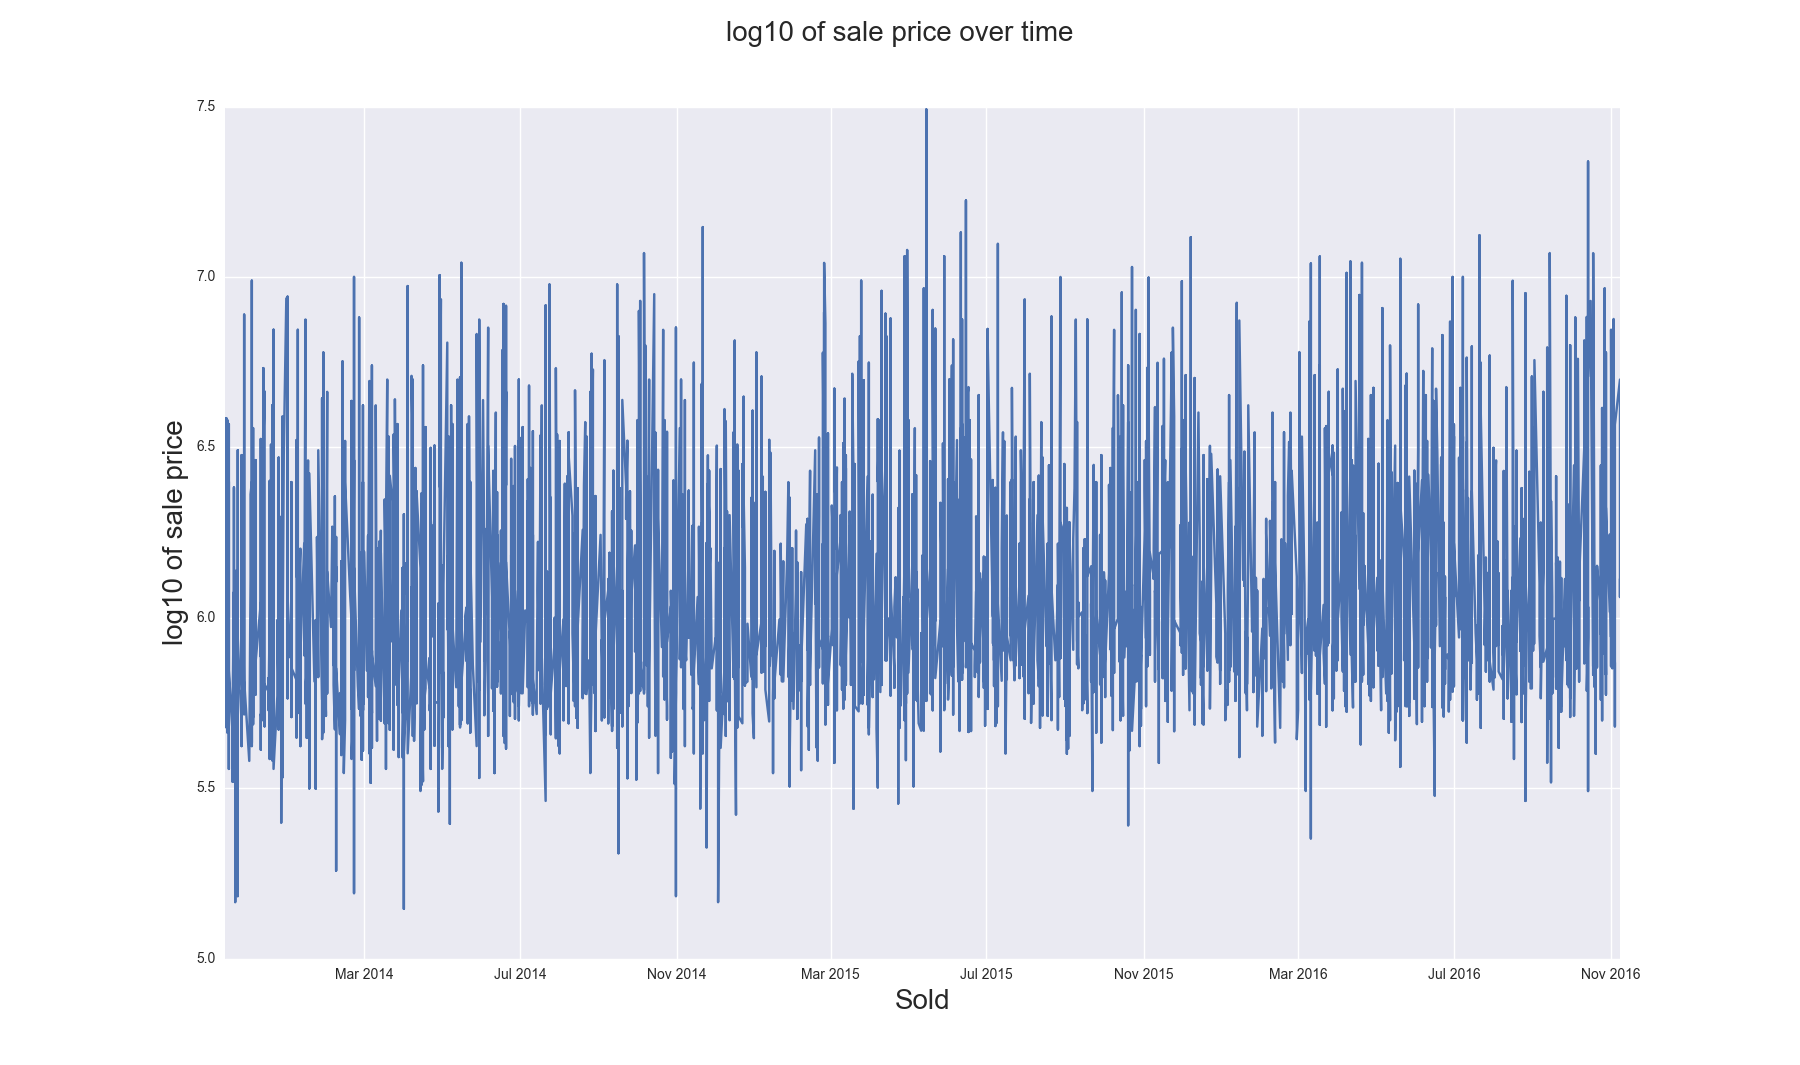 log10 of sale price over time
7.5
7.0
6.5
6.0
5.5
5.0
log10 of sale price
Mar 2014
Jul 2014
Nov 2014
Mar 2015
Jul 2015
Nov 2015
Mar 2016
Jul 2016
Nov 2016
Sold